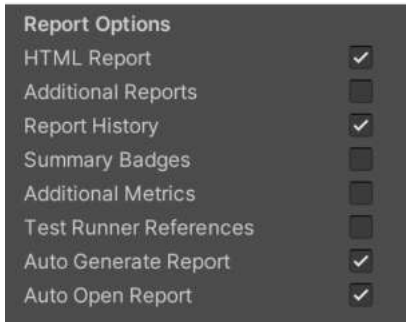 Report Options
HTML Report
Additional Reports
Report History
Summary Badges
Additional Metrics
Test Runner References
Auto Generate Report
Auto Open Report